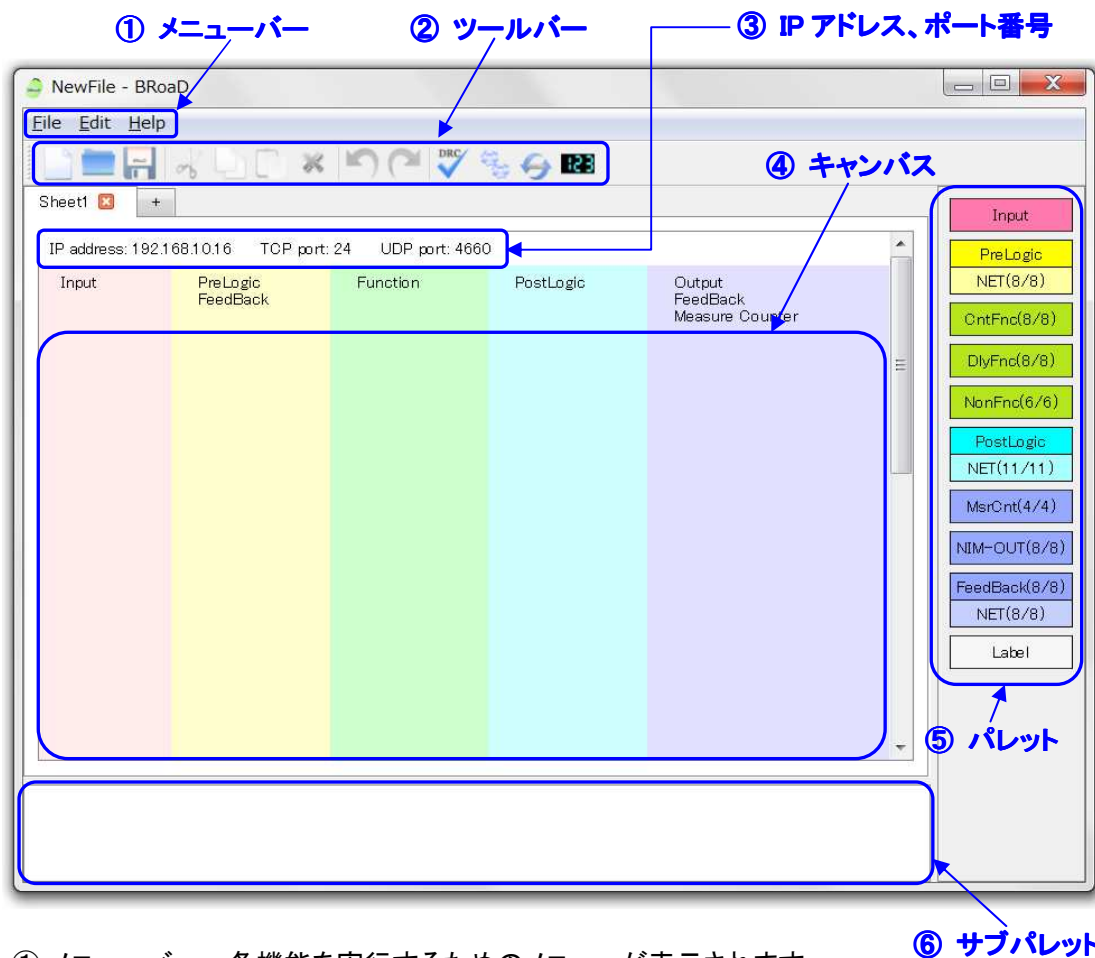 ① メニューバー ② ツールバー ③ IP アドレス、ポート番号
NewFile - BRoaD
File Edit Help
DRC 123
④ キャンバス
Sheet1 +
IP address: 192.168.10.16 TCP port: 24 UDP port: 4660
Input PreLogic Function PostLogic Output
FeedBack FeedBack
Measure Counter
Input
PreLogic
NET(8/8)
CntFnc(8/8)
DlyFnc(8/8)
NonFnc(6/6)
PostLogic
NET(11/11)
MsrCnt(4/4)
NIM-OUT(8/8)
FeedBack(8/8)
NET(8/8)
Label
⑤ パレット
⑥ サブパレット